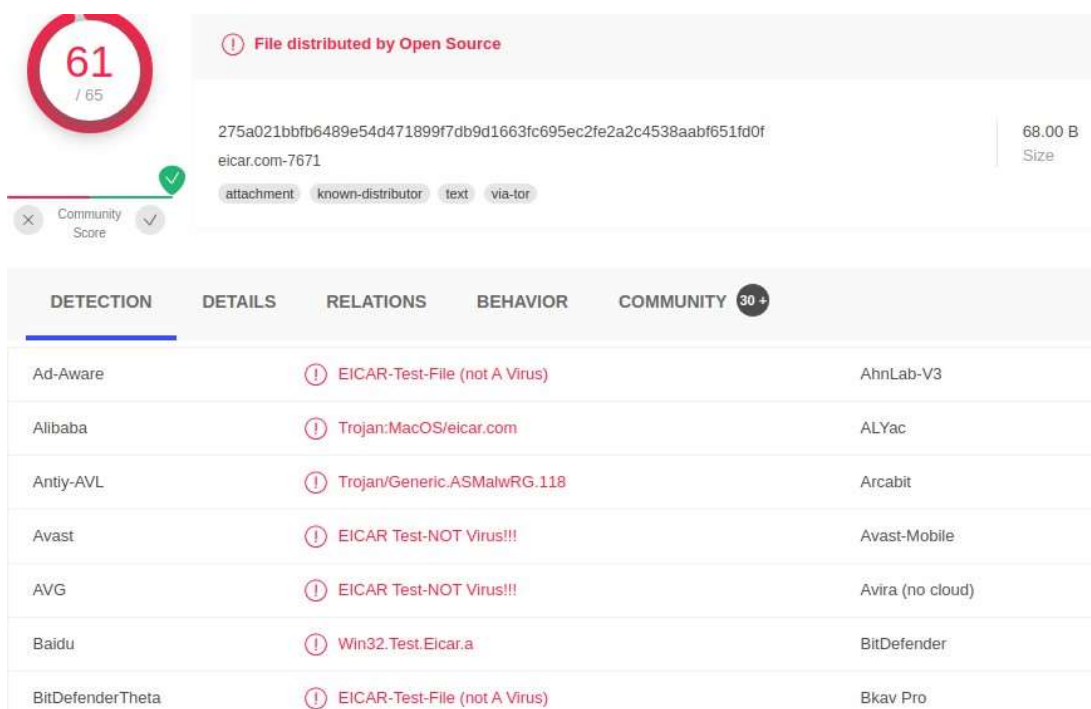 61
/ 65
File distributed by Open Source
275a021bbfb6489e54d471899f7db9d1663fc695ec2fe2a2c4538aabf651fd0f
eicar.com-7671
attachment known-distributor text via-tor
68.00 B
Size
Community
Score
DETECTION DETAILS RELATIONS BEHAVIOR COMMUNITY 30 +
Ad-Aware EICAR-Test-File (not A Virus) AhnLab-V3
Alibaba Trojan:MacOS/eicar.com ALYac
Antiy-AVL Trojan/Generic.ASMalwRG.118 Arcabit
Avast EICAR Test-NOT Virus!!! Avast-Mobile
AVG EICAR Test-NOT Virus!!! Avira (no cloud)
Baidu Win32.Test.Eicar.a BitDefender
BitDefenderTheta EICAR-Test-File (not A Virus) Bkav Pro